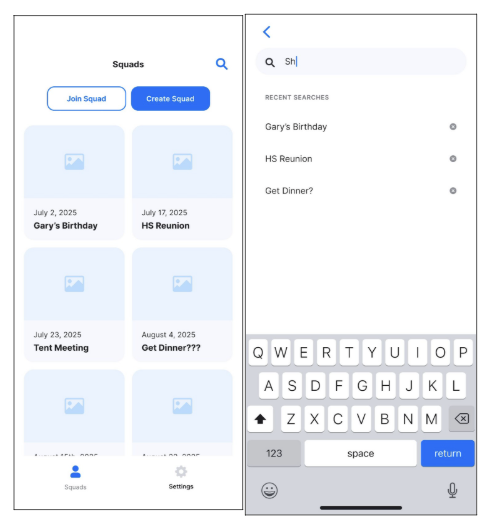 Squads
Join Squad
Create Squad
July 2, 2025
Gary's Birthday
July 17, 2025
HS Reunion
July 23, 2025
Tent Meeting
August 4, 2025
Get Dinner???
Squads
Settings
Sh
RECENT SEARCHES
Gary's Birthday
HS Reunion
Get Dinner?
Q W E R T Y U I O P
A S D F G H J K L
Z X C V B N M
123 space return